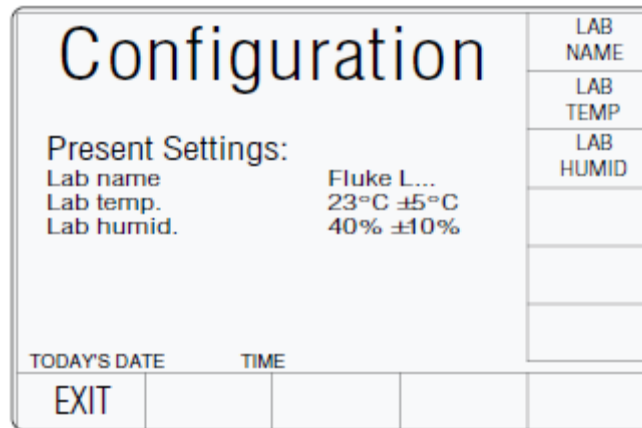 Configuration
LAB
NAME
LAB
TEMP
LAB
HUMID
Present Settings:
Lab name Fluke L...
Lab temp. 23°C ±5°C
Lab humid. 40% ±10%
TODAY'S DATE TIME
EXIT